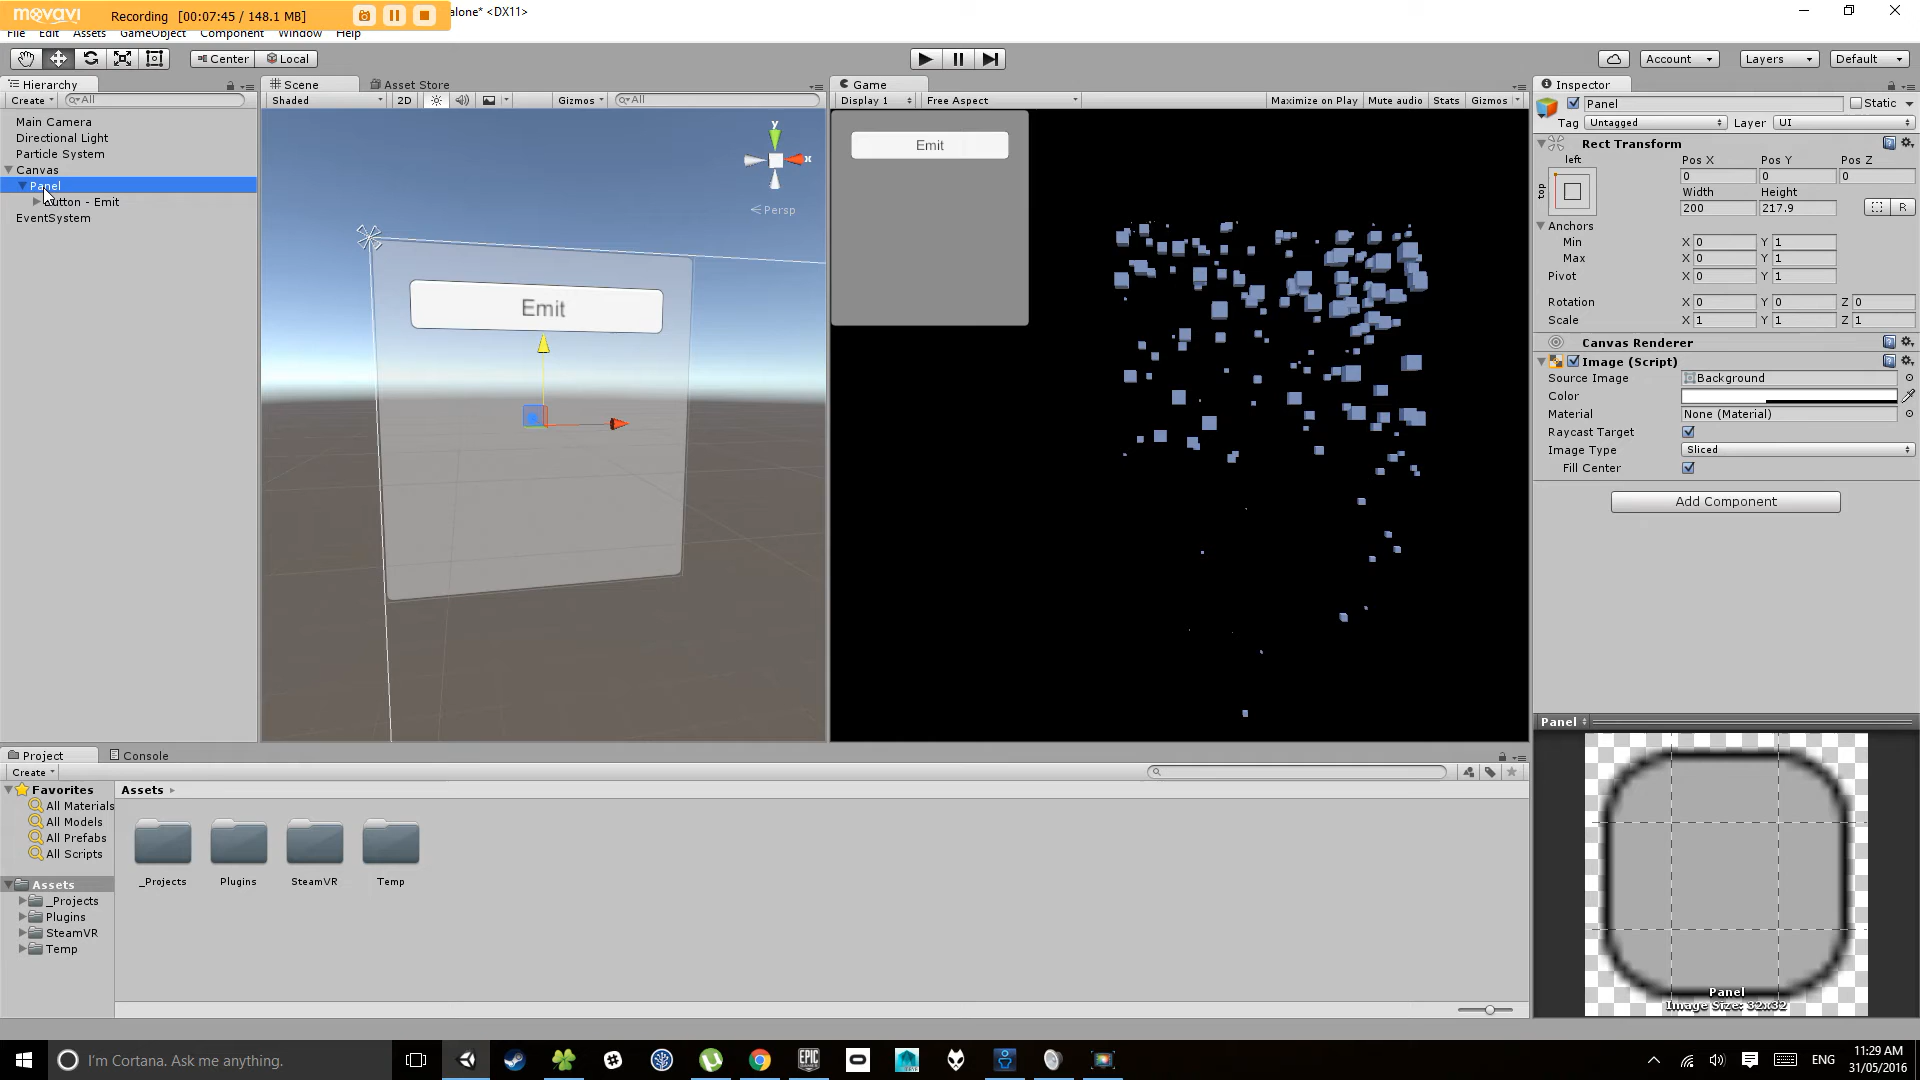 movavi Recording [00:07:45 / 148.1 MB] alone* <DX11>
File Edit Assets GameObject Component Window Help
Center Local Account Layers Default
Hierarchy
Create All
Main Camera
Directional Light
Particle System
Canvas
Panel
Button - Emit
EventSystem
Scene Asset Store
Shaded 2D Gizmos All
y
x
Persp
Emit
Game
Display 1 Free Aspect Maximize on Play Mute audio Stats Gizmos
Emit
Inspector
Panel Static
Tag Untagged Layer UI
Rect Transform
left Pos X Pos Y Pos Z
top 0 0 0
Width Height
200 217.9 R
Anchors
Min X 0 Y 1
Max X 0 Y 1
Pivot X 0 Y 1
Rotation X 0 Y 0 Z 0
Scale X 1 Y 1 Z 1
Canvas Renderer
Image (Script)
Source Image Background
Color
Material None (Material)
Raycast Target
Image Type Sliced
Fill Center
Add Component
Panel
Panel
Image Size: 32x32
Project Console
Create
Favorites
All Materials
All Models
All Prefabs
All Scripts
Assets
_Projects
Plugins
SteamVR
Temp
Assets
_Projects Plugins SteamVR Temp
I'm Cortana. Ask me anything.
EPIC
ENG
11:29 AM
31/05/2016